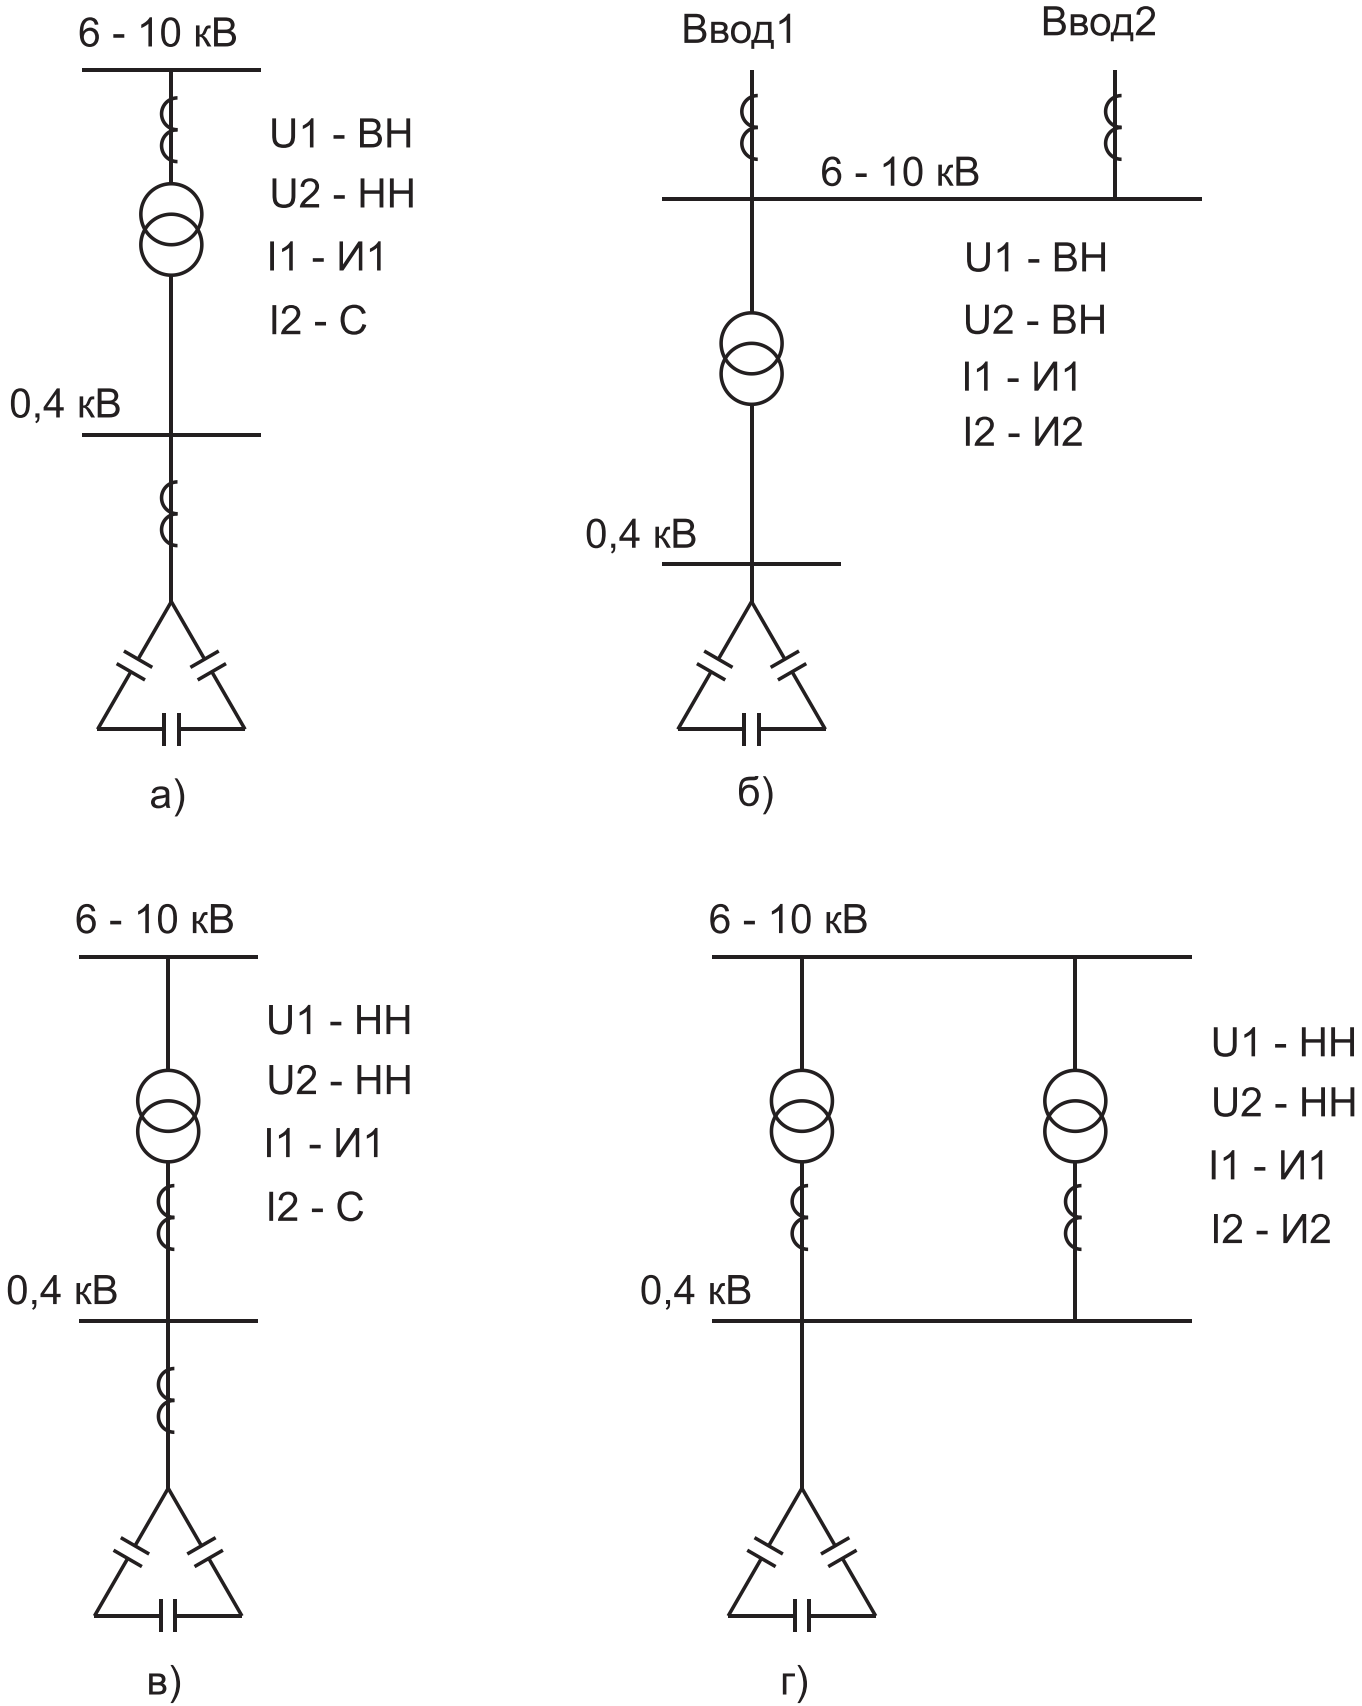 6 - 10 кВ
U1 - ВН
U2 - НН
I1 - И1
I2 - С
0,4 кВ
а)
Ввод1
Ввод2
6 - 10 кВ
U1 - ВН
U2 - ВН
I1 - И1
I2 - И2
0,4 кВ
б)
6 - 10 кВ
U1 - НН
U2 - НН
I1 - И1
I2 - С
0,4 кВ
в)
6 - 10 кВ
U1 - НН
U2 - НН
I1 - И1
I2 - И2
0,4 кВ
г)